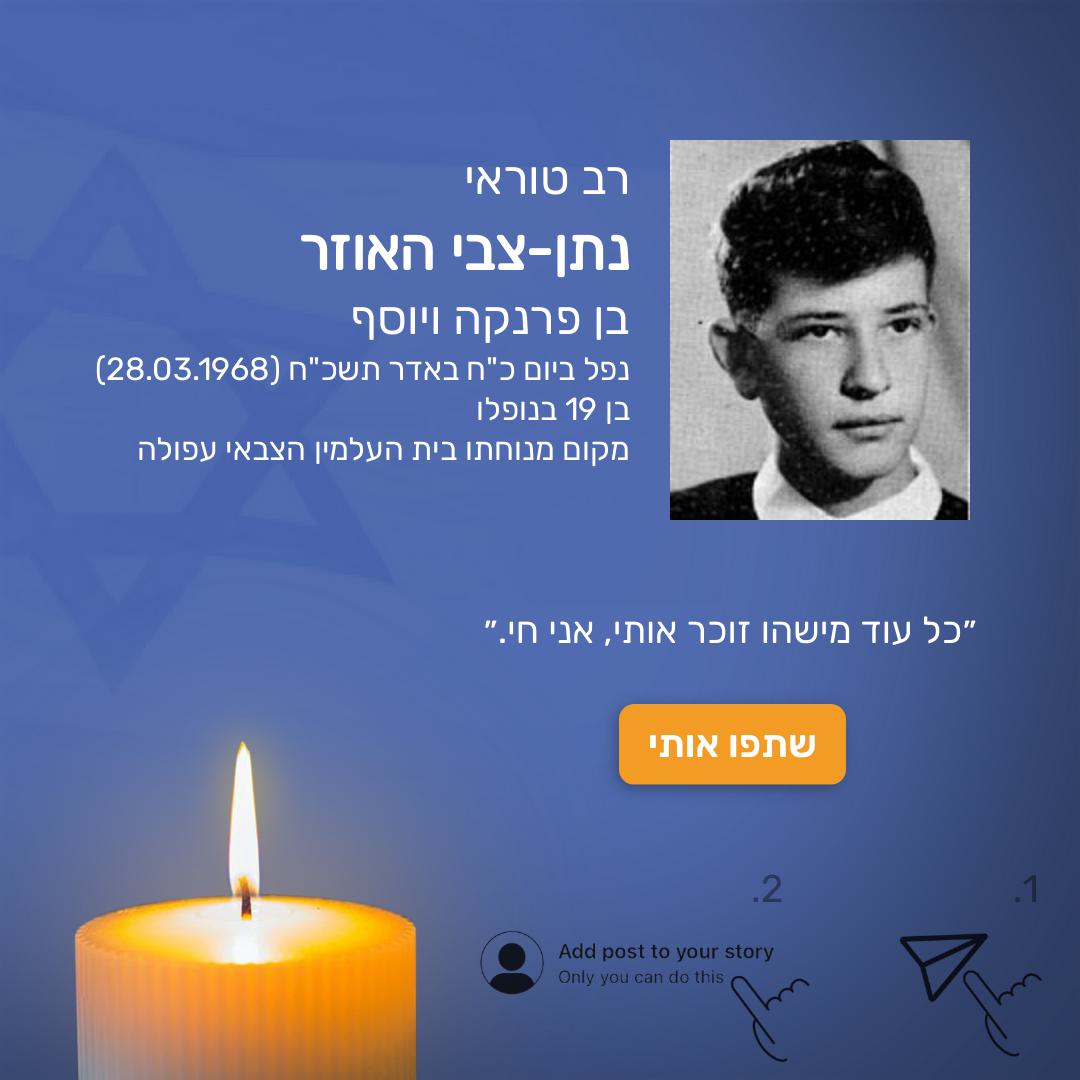 רב טוראי
נתן-צבי האוזר
בן פרנקה ויוסף
נפל ביום כ"ח באדר תשכ"ח (28.03.1968)
בן 19 בנופלו
מקום מנוחתו בית העלמין הצבאי עפולה
״כל עוד מישהו זוכר אותי, אני חי.״
שתפו אותי
1.
2.
Add post to your story
Only you can do this